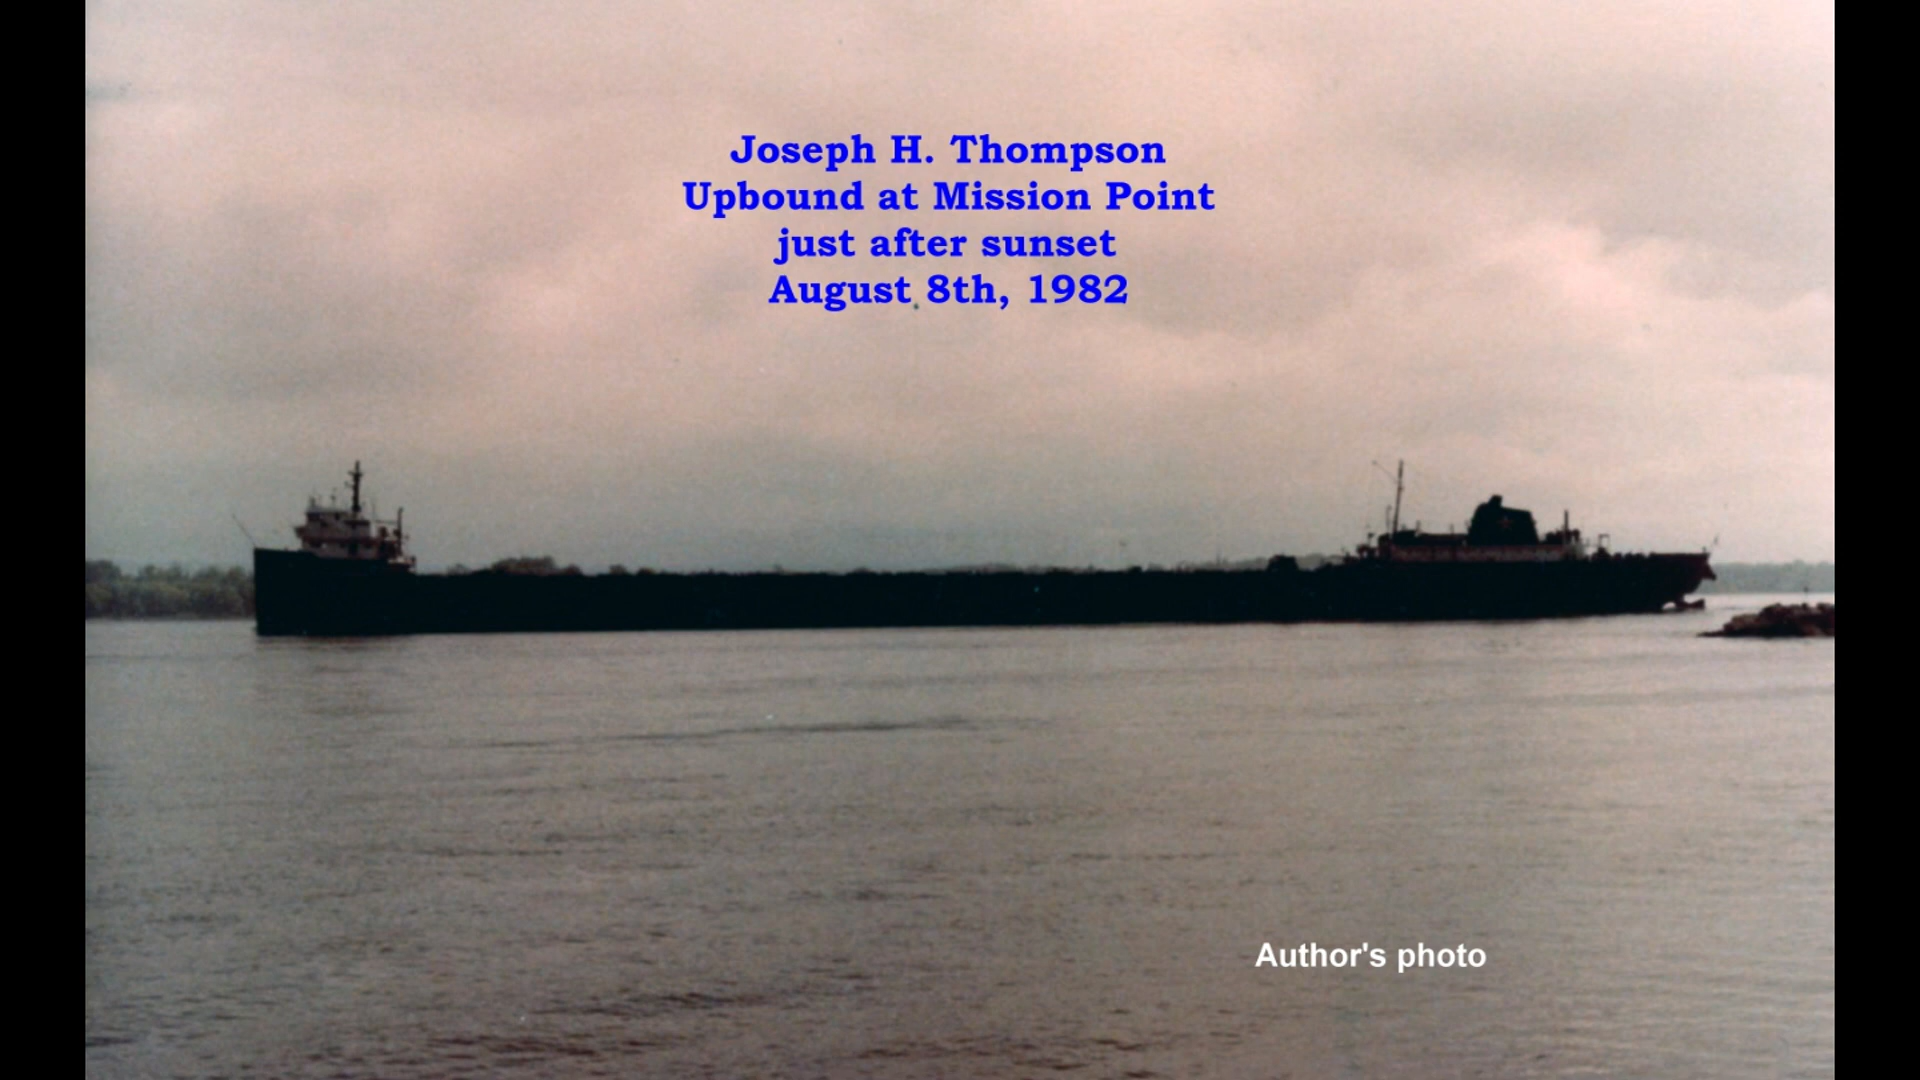 Joseph H. Thompson
Upbound at Mission Point
just after sunset
August 8th, 1982
Author's photo